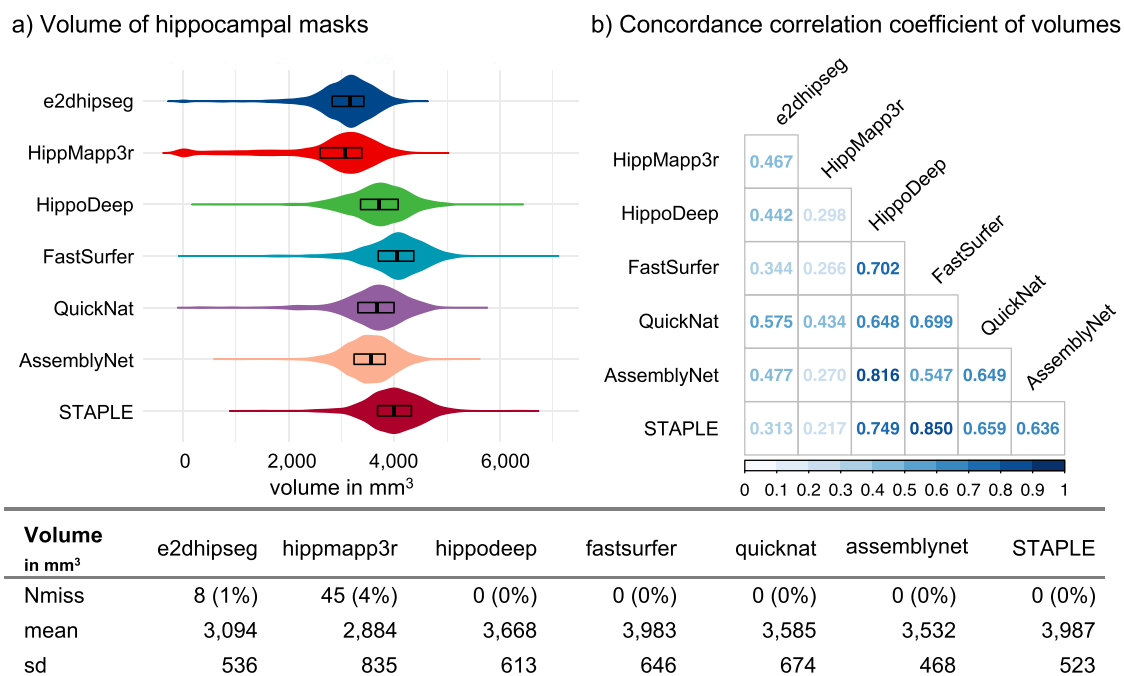 a) Volume of hippocampal masks
e2dhipseg
HippMapp3r
HippoDeep
FastSurfer
QuickNat
AssemblyNet
STAPLE
0 2,000 4,000 6,000
volume in mm³
b) Concordance correlation coefficient of volumes
e2dhipseg
HippMapp3r
HippoDeep
FastSurfer
QuickNat
AssemblyNet
HippMapp3r 0.467
HippoDeep 0.442 0.298
FastSurfer 0.344 0.266 0.702
QuickNat 0.575 0.434 0.648 0.699
AssemblyNet 0.477 0.270 0.816 0.547 0.649
STAPLE 0.313 0.217 0.749 0.850 0.659 0.636
0 0.1 0.2 0.3 0.4 0.5 0.6 0.7 0.8 0.9 1
Volume
in mm³ e2dhipseg hippmapp3r hippodeep fastsurfer quicknat assemblynet STAPLE
Nmiss 8 (1%) 45 (4%) 0 (0%) 0 (0%) 0 (0%) 0 (0%) 0 (0%)
mean 3,094 2,884 3,668 3,983 3,585 3,532 3,987
sd 536 835 613 646 674 468 523